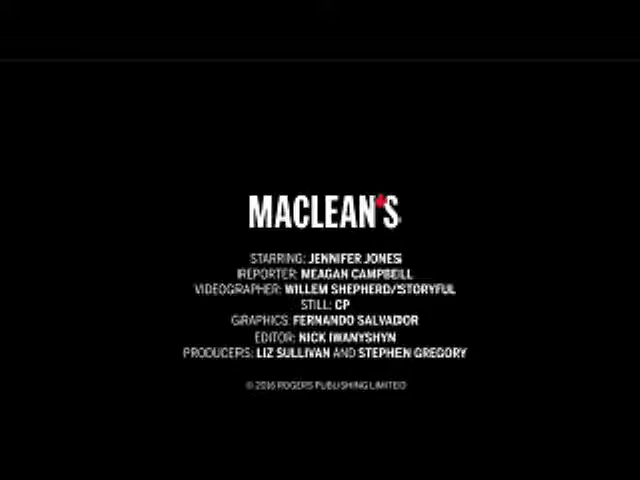 MACLEAN'S
STARRING: JENNIFER JONES
REPORTER: MEAGAN CAMPBELL
VIDEOGRAPHER: WILLEM SHEPHERD/STORYFUL
STILL: CP
GRAPHICS: FERNANDO SALVADOR
EDITOR: NICK IWANYSHYN
PRODUCERS: LIZ SULLIVAN AND STEPHEN GREGORY
© 2016 ROGERS PUBLISHING LIMITED